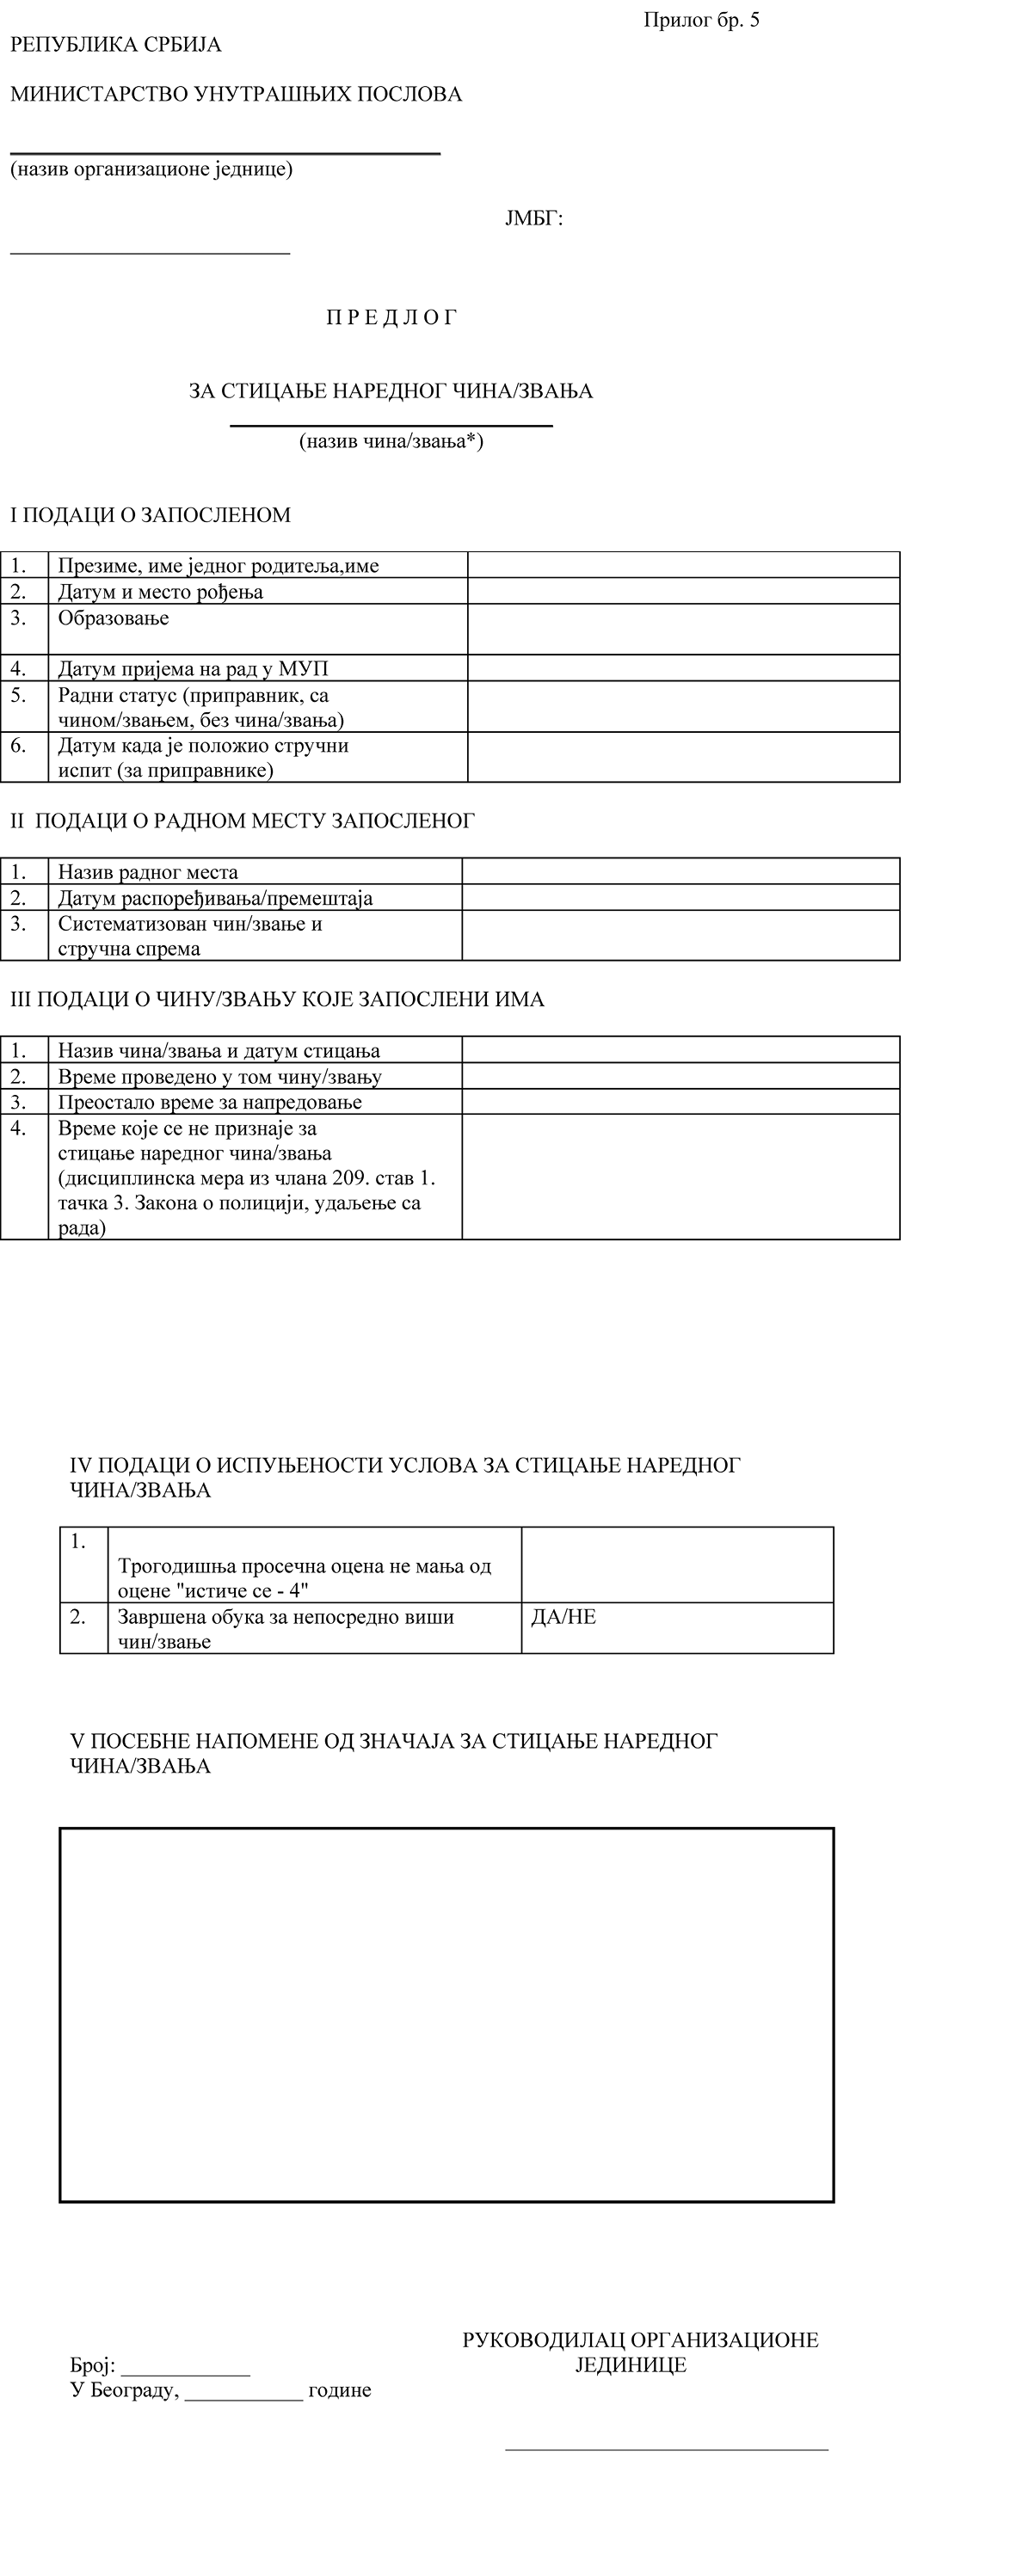 Прилог бр. 5
РЕПУБЛИКА СРБИЈА
МИНИСТАРСТВО УНУТРАШЊИХ ПОСЛОВА
(назив организационе једнице)
ЈМБГ:
П Р Е Д Л О Г
ЗА СТИЦАЊЕ НАРЕДНОГ ЧИНА/ЗВАЊА
(назив чина/звања*)
I ПОДАЦИ О ЗАПОСЛЕНОМ
1. Презиме, име једног родитеља,име
2. Датум и место рођења
3. Образовање
4. Датум пријема на рад у МУП
5. Радни статус (приправник, са
чином/звањем, без чина/звања)
6. Датум када је положио стручни
испит (за приправнике)
II ПОДАЦИ О РАДНОМ МЕСТУ ЗАПОСЛЕНОГ
1. Назив радног места
2. Датум распоређивања/премештаја
3. Систематизован чин/звање и
стручна спрема
III ПОДАЦИ О ЧИНУ/ЗВАЊУ КОЈЕ ЗАПОСЛЕНИ ИМА
1. Назив чина/звања и датум стицања
2. Време проведено у том чину/звању
3. Преостало време за напредовање
4. Време које се не признаје за
стицање наредног чина/звања
(дисциплинска мера из члана 209. став 1.
тачка 3. Закона о полицији, удаљење са
рада)
IV ПОДАЦИ О ИСПУЊЕНОСТИ УСЛОВА ЗА СТИЦАЊЕ НАРЕДНОГ
ЧИНА/ЗВАЊА
1.
Трогодишња просечна оцена не мања од
оцене "истиче се - 4"
2. Завршена обука за непосредно виши ДА/НЕ
чин/звање
V ПОСЕБНЕ НАПОМЕНЕ ОД ЗНАЧАЈА ЗА СТИЦАЊЕ НАРЕДНОГ
ЧИНА/ЗВАЊА
РУКОВОДИЛАЦ ОРГАНИЗАЦИОНЕ
Број: ____________ ЈЕДИНИЦЕ
У Београду, ___________ године